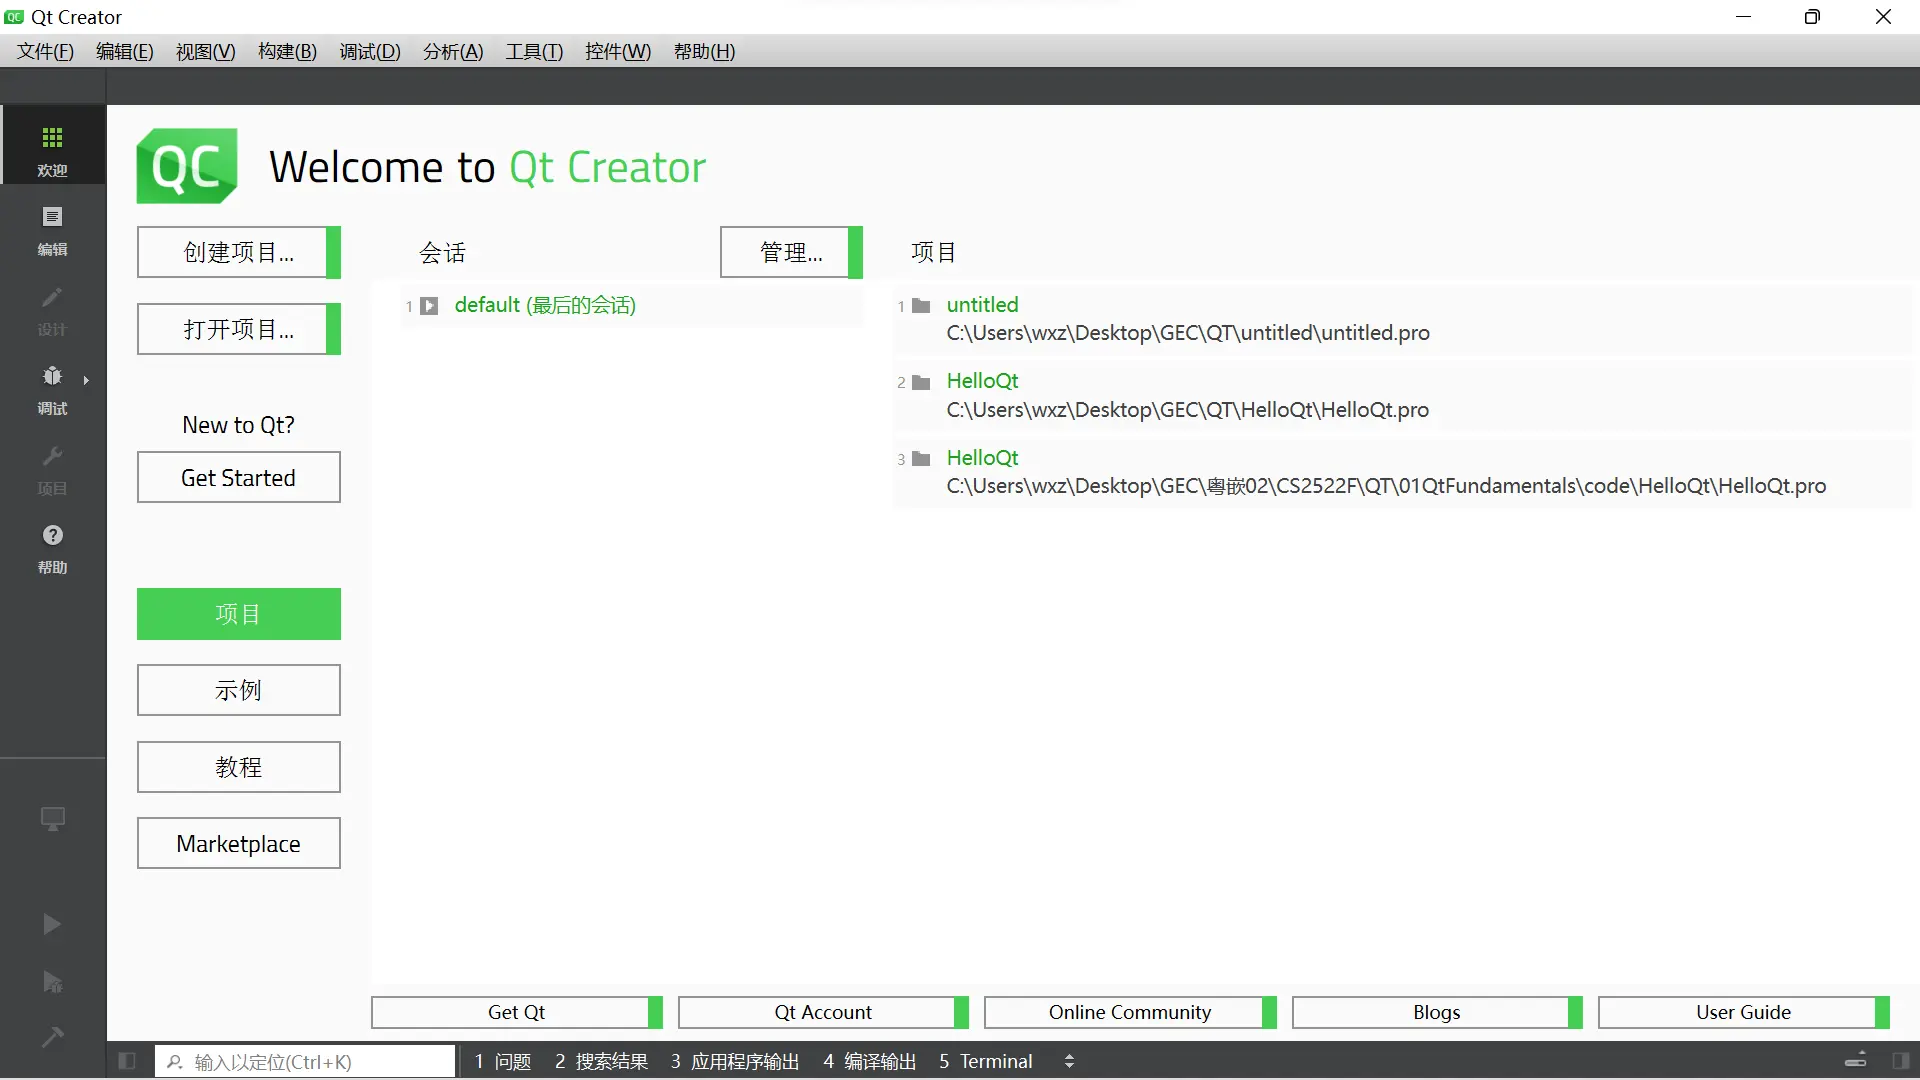 QC Qt Creator
文件(F) 编辑(E) 视图(V) 构建(B) 调试(D) 分析(A) 工具(T) 控件(W) 帮助(H)
欢迎
编辑
设计
调试
项目
帮助
QC Welcome to Qt Creator
创建项目...
打开项目...
New to Qt?
Get Started
项目
示例
教程
Marketplace
会话 管理...
1 default (最后的会话)
项目
1 untitled
C:\Users\wxz\Desktop\GEC\QT\untitled\untitled.pro
2 HelloQt
C:\Users\wxz\Desktop\GEC\QT\HelloQt\HelloQt.pro
3 HelloQt
C:\Users\wxz\Desktop\GEC\粤嵌02\CS2522F\QT\01QtFundamentals\code\HelloQt\HelloQt.pro
Get Qt Qt Account Online Community Blogs User Guide
输入以定位(Ctrl+K) 1 问题 2 搜索结果 3 应用程序输出 4 编译输出 5 Terminal